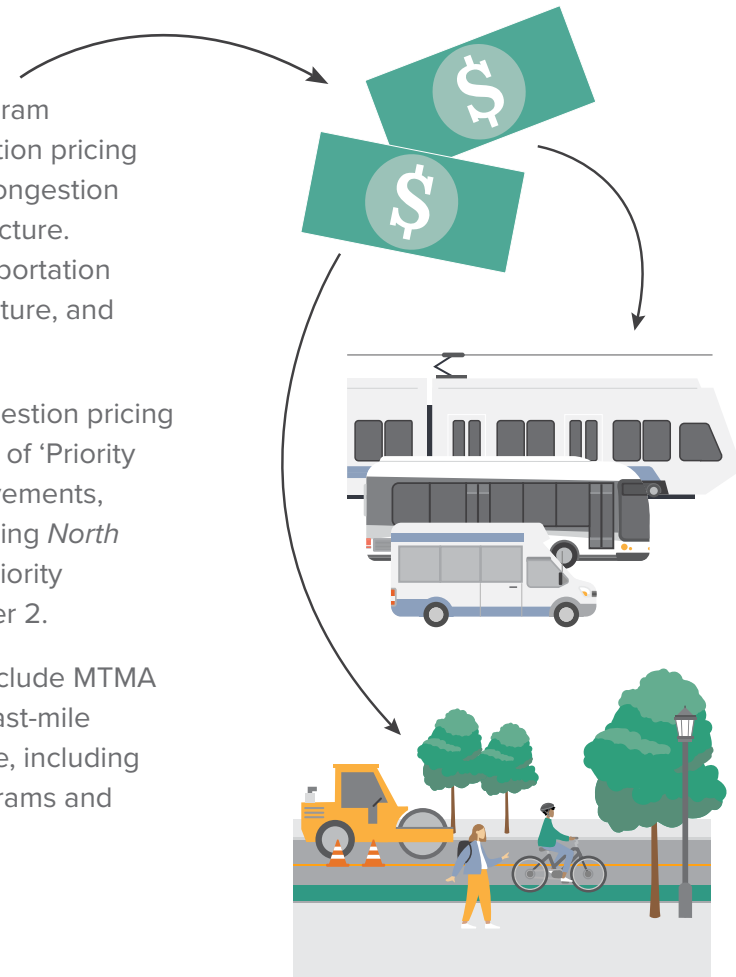 ram
tion pricing
ongestion
cture.
portation
ture, and
estion pricing
of ‘Priority
vements,
ing North
iority
er 2.
clude MTMA
ast-mile
e, including
rams and
$
$